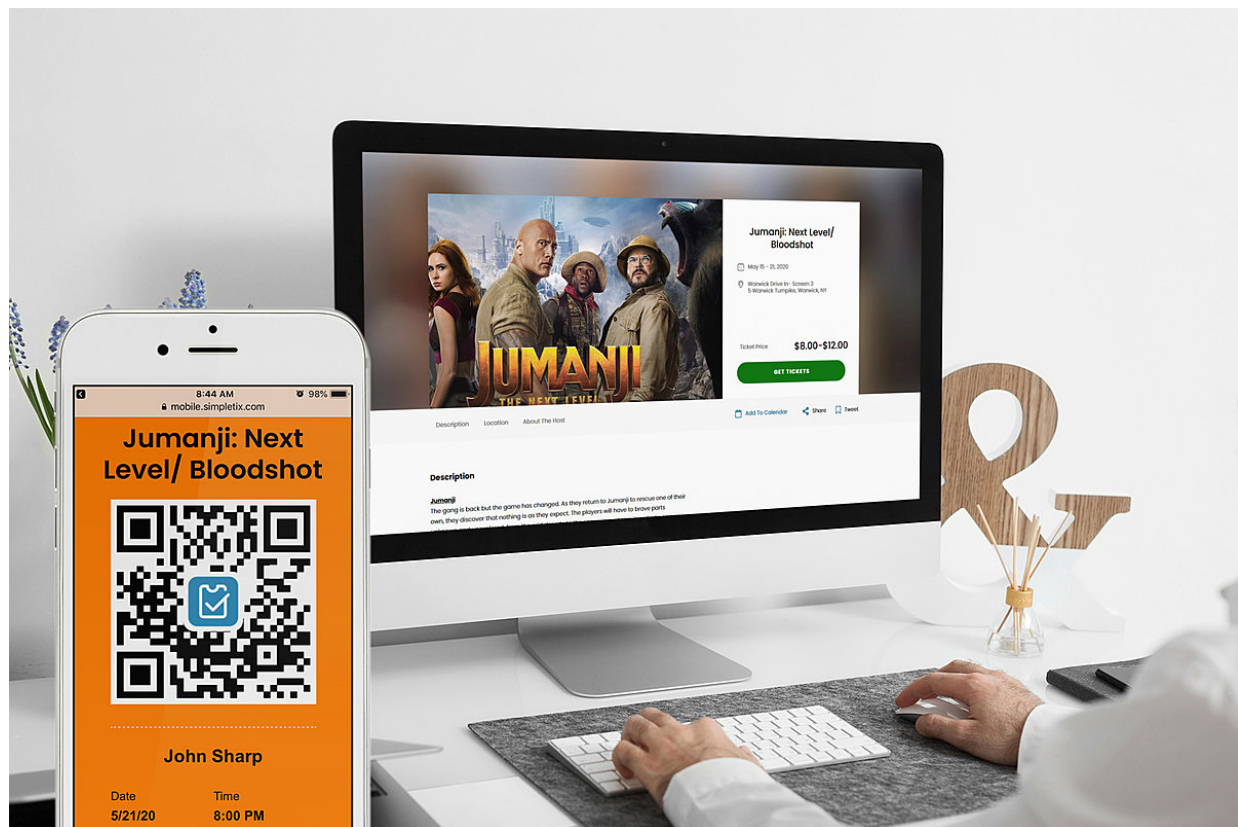 8:44 AM
98%
mobile.simpletix.com
Jumanji: Next
Level/ Bloodshot
John Sharp
Date Time
5/21/20 8:00 PM
JUMANJI
THE NEXT LEVEL
Jumanji: Next Level/
Bloodshot
May 15 - 21, 2020
Warwick Drive In - Screen 3
5 Warwick Turnpike, Warwick, NY
Ticket Price $8.00-$12.00
GET TICKETS
Description Location About The Host
Add To Calendar Share Tweet
Description
Jumanji
The gang is back but the game has changed. As they return to Jumanji to rescue one of their
own, they discover that nothing is as they expect. The players will have to brave parts
&